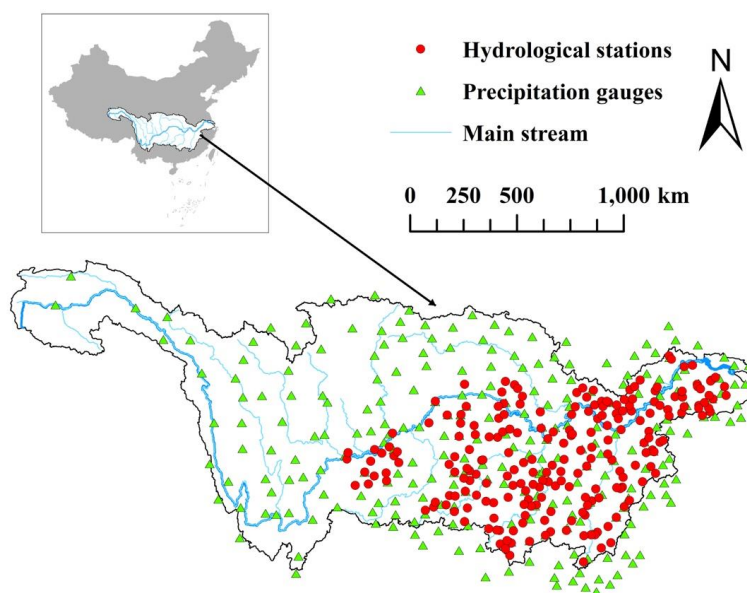 Hydrological stations
Precipitation gauges
Main stream
N
0 250 500 1,000 km